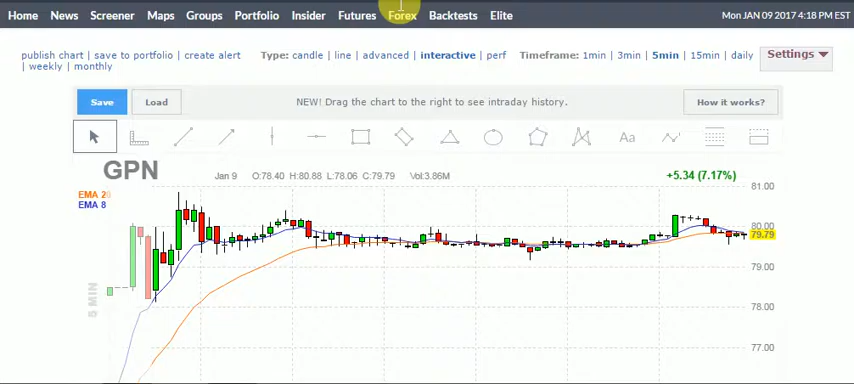 Home News Screener Maps Groups Portfolio Insider Futures Forex Backtests Elite Mon JAN 09 2017 4:18 PM EST
publish chart | save to portfolio | create alert Type: candle | line | advanced | interactive | perf Timeframe: 1min | 3min | 5min | 15min | daily Settings
| weekly | monthly
Save Load NEW! Drag the chart to the right to see intraday history. How it works?
Aa
GPN Jan 9 O:78.40 H:80.88 L:78.06 C:79.79 Vol:3.86M +5.34 (7.17%)
81.00
EMA 20
EMA 8
80.00
79.79
79.00
5 MIN
78.00
77.00